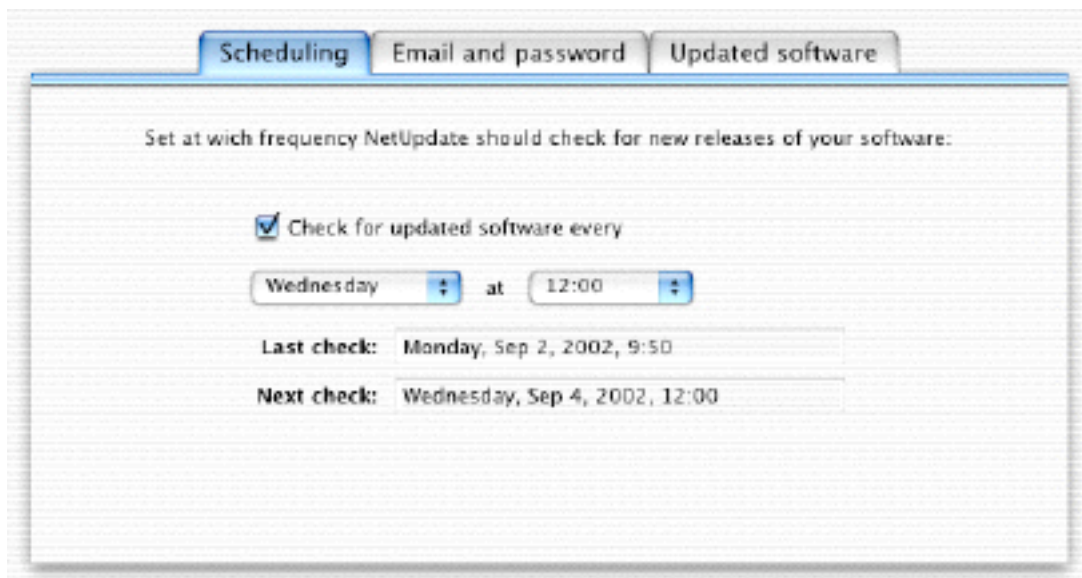 Scheduling Email and password Updated software
Set at wich frequency NetUpdate should check for new releases of your software:
Check for updated software every
Wednesday at 12:00
Last check: Monday, Sep 2, 2002, 9:50
Next check: Wednesday, Sep 4, 2002, 12:00